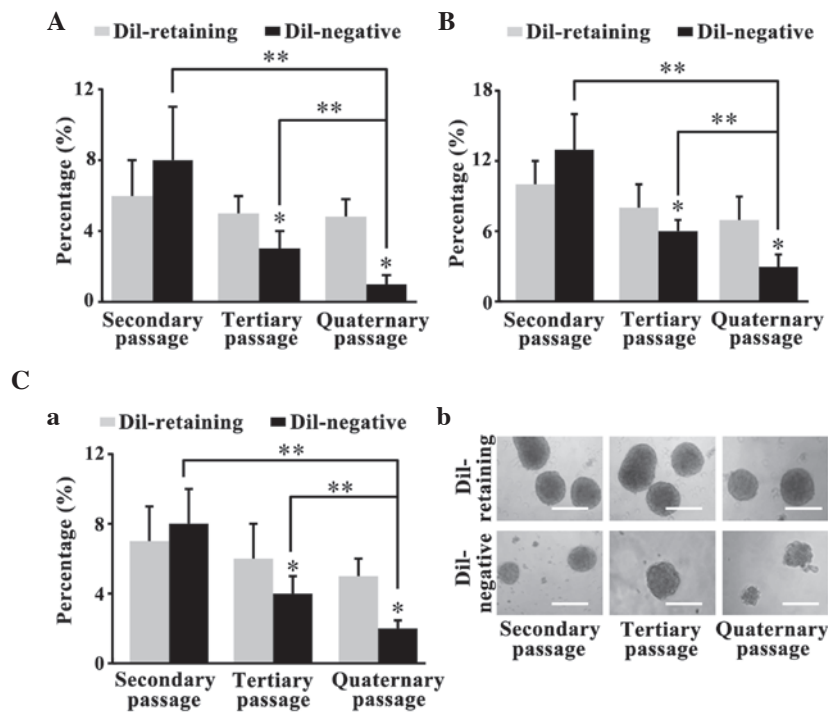 A
Dil-retaining Dil-negative
Percentage (%)
12
8
4
0
**
**
*
*
Secondary passage
Tertiary passage
Quaternary passage
B
Dil-retaining Dil-negative
Percentage (%)
18
12
6
0
**
**
*
*
Secondary passage
Tertiary passage
Quaternary passage
C
a
Dil-retaining Dil-negative
Percentage (%)
12
8
4
0
**
**
*
*
Secondary passage
Tertiary passage
Quaternary passage
b
Dil-retaining
Dil-negative
Secondary passage
Tertiary passage
Quaternary passage